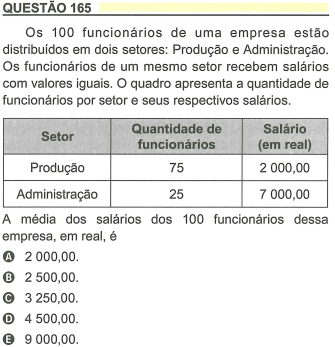 QUESTÃO 165
Os 100 funcionários de uma empresa estão
distribuídos em dois setores: Produção e Administração.
Os funcionários de um mesmo setor recebem salários
com valores iguais. O quadro apresenta a quantidade de
funcionários por setor e seus respectivos salários.
Setor Quantidade de funcionários Salário (em real)
Produção 75 2 000,00
Administração 25 7 000,00
A média dos salários dos 100 funcionários dessa
empresa, em real, é
A 2 000,00.
B 2 500,00.
C 3 250,00.
D 4 500,00.
E 9 000,00.